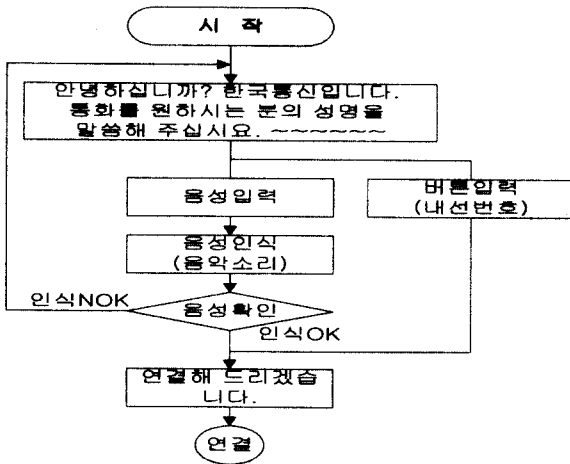 시 작
안녕하십니까? 한국통신입니다.
통화를 원하시는 분의 성명을
말씀해 주십시요. ~~~~~~
음성입력
버튼입력
(내선번호)
음성인식
(음악소리)
인식NOK
음성확인
인식OK
연결해 드리겠습
니다.
연결